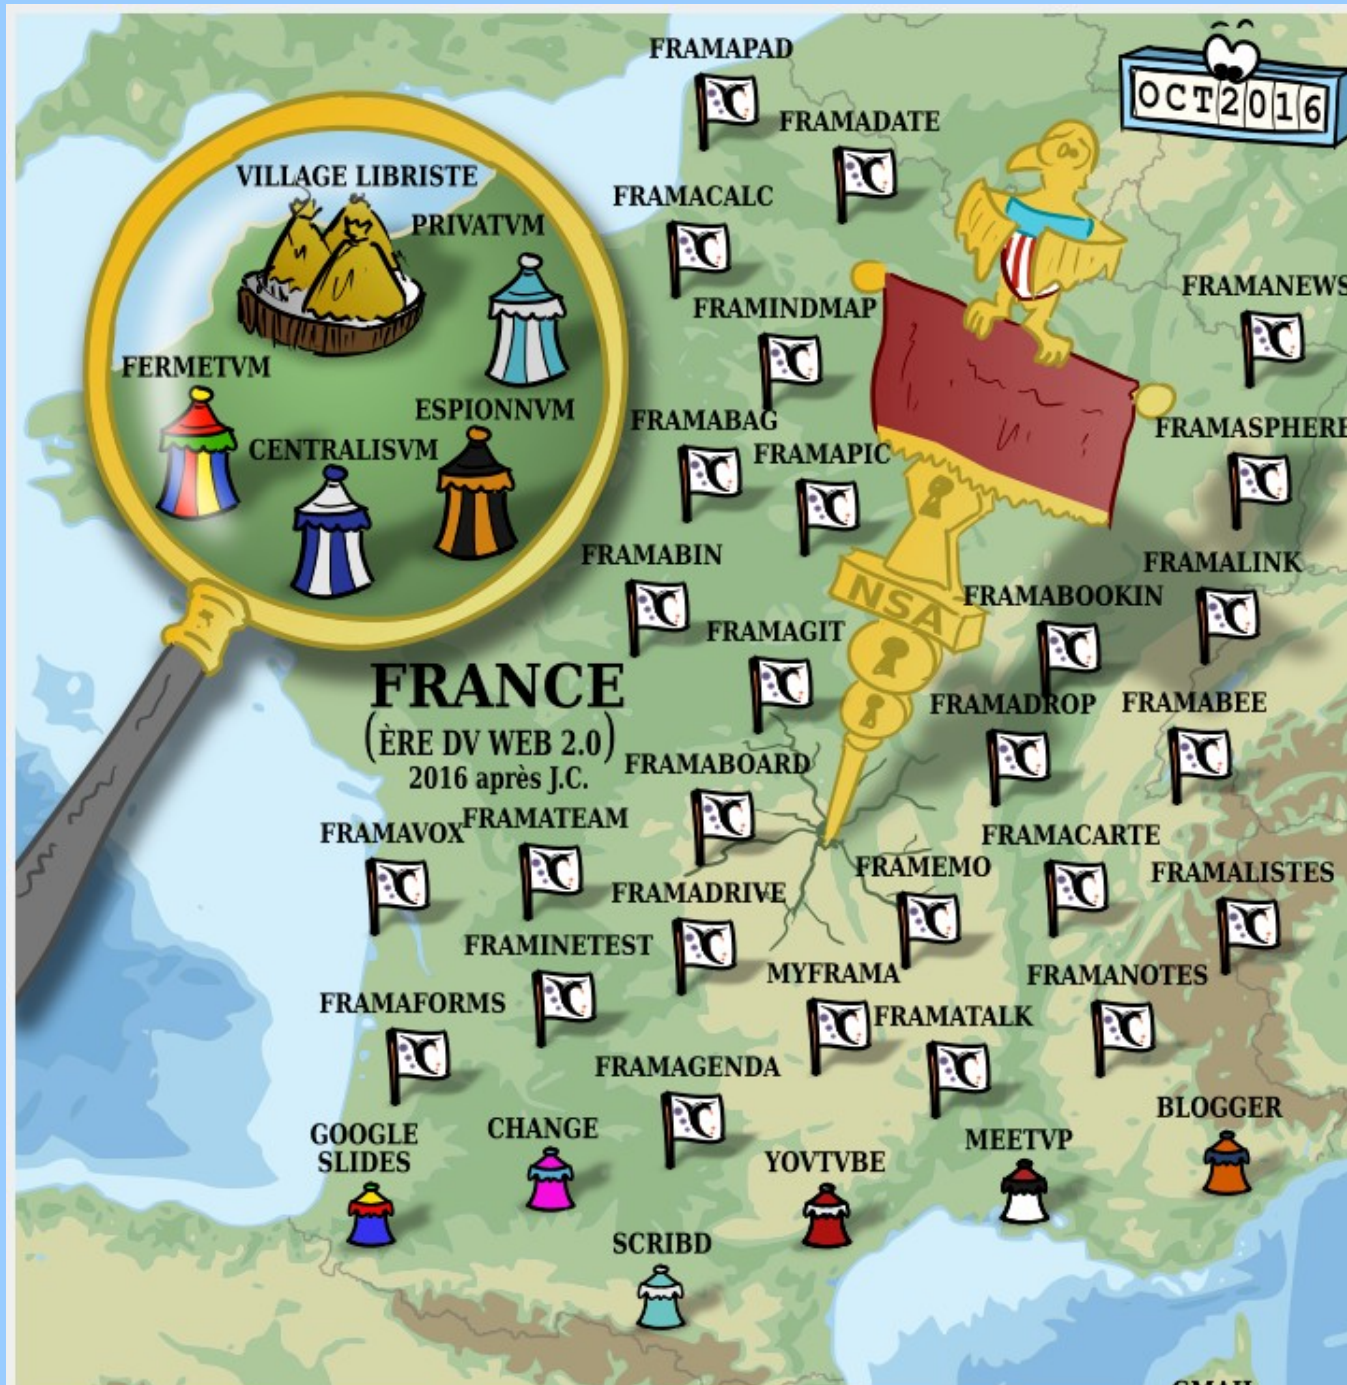 FRAMAPAD
OCT2016
FRAMADATE
VILLAGE LIBRISTE
FRAMACALC
PRIVATVM
FRAMANEWS
FRAMINDMAP
FERMETVM
ESPIONNVM
FRAMABAG
FRAMASPHERE
CENTRALISVM
FRAMAPIC
FRAMABIN
FRAMALINK
NSA
FRAMABOOKIN
FRAMAGIT
FRANCE
FRAMADROP
FRAMABEE
(ÈRE DV WEB 2.0)
FRAMABOARD
2016 après J.C.
FRAMATEAM
FRAMAVOX
FRAMACARTE
FRAMEMO
FRAMALISTES
FRAMADRIVE
FRAMINETEST
MYFRAMA
FRAMANOTES
FRAMAFORMS
FRAMATALK
FRAMAGENDA
BLOGGER
GOOGLE
SLIDES
CHANGE
MEETVP
YOVTVBE
SCRIBD